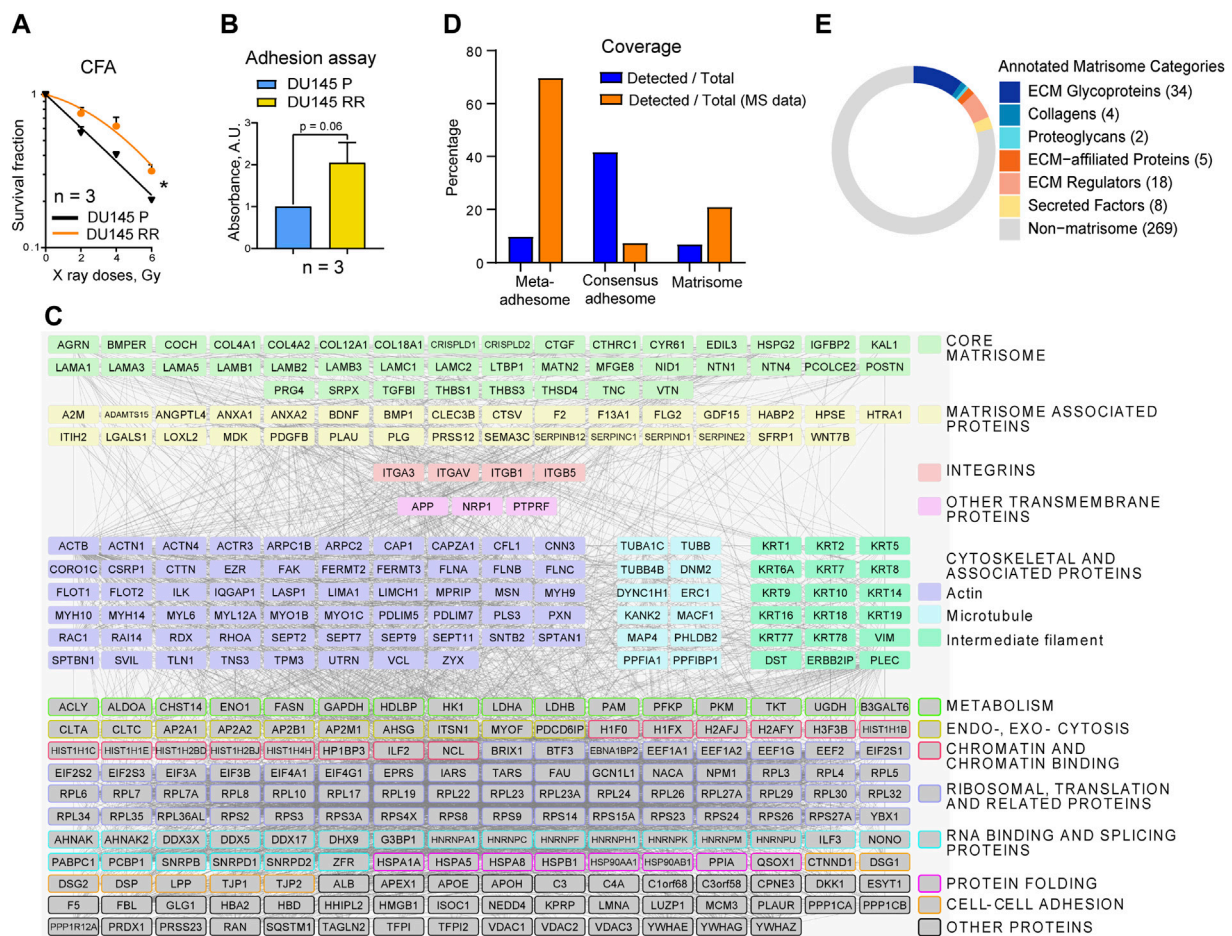 A
CFA
1
0.1
Survival fraction
n = 3
DU145 P
DU145 RR
*
0 2 4 6
X ray doses, Gy
B
Adhesion assay
DU145 P
DU145 RR
p = 0.06
Absorbance, A.U.
3
2
1
0
n = 3
D
Coverage
Detected / Total
Detected / Total (MS data)
Percentage
80
60
40
20
0
Meta-
adhesome
Consensus
adhesome
Matrisome
E
Annotated Matrisome Categories
ECM Glycoproteins (34)
Collagens (4)
Proteoglycans (2)
ECM−affiliated Proteins (5)
ECM Regulators (18)
Secreted Factors (8)
Non−matrisome (269)
C
AGRN BMPER COCH COL4A1 COL4A2 COL12A1 COL18A1 CRISPLD1 CRISPLD2 CTGF CTHRC1 CYR61 EDIL3 HSPG2 IGFBP2 KAL1
LAMA1 LAMA3 LAMA5 LAMB1 LAMB2 LAMB3 LAMC1 LAMC2 LTBP1 MATN2 MFGE8 NID1 NTN1 NTN4 PCOLCE2 POSTN
PRG4 SRPX TGFBI THBS1 THBS3 THSD4 TNC VTN
CORE
MATRISOME
A2M ADAMTS15 ANGPTL4 ANXA1 ANXA2 BDNF BMP1 CLEC3B CTSV F2 F13A1 FLG2 GDF15 HABP2 HPSE HTRA1
ITIH2 LGALS1 LOXL2 MDK PDGFB PLAU PLG PRSS12 SEMA3C SERPINB12 SERPINC1 SERPIND1 SERPINE2 SFRP1 WNT7B
MATRISOME ASSOCIATED
PROTEINS
ITGA3 ITGAV ITGB1 ITGB5
INTEGRINS
APP NRP1 PTPRF
OTHER TRANSMEMBRANE
PROTEINS
ACTB ACTN1 ACTN4 ACTR3 ARPC1B ARPC2 CAP1 CAPZA1 CFL1 CNN3 TUBA1C TUBB KRT1 KRT2 KRT5
CORO1C CSRP1 CTTN EZR FAK FERMT2 FERMT3 FLNA FLNB FLNC TUBB4B DNM2 KRT6A KRT7 KRT8
FLOT1 FLOT2 ILK IQGAP1 LASP1 LIMA1 LIMCH1 MPRIP MSN MYH9 DYNC1H1 ERC1 KRT9 KRT10 KRT14
MYH10 MYH14 MYL6 MYL12A MYO1B MYO1C PDLIM5 PDLIM7 PLS3 PXN KANK2 MACF1 KRT16 KRT18 KRT19
RAC1 RAI14 RDX RHOA SEPT2 SEPT7 SEPT9 SEPT11 SNTB2 SPTAN1 MAP4 PHLDB2 KRT77 KRT78 VIM
SPTBN1 SVIL TLN1 TNS3 TPM3 UTRN VCL ZYX PPFIA1 PPFIBP1 DST ERBB2IP PLEC
CYTOSKELETAL AND
ASSOCIATED PROTEINS
Actin
Microtubule
Intermediate filament
ACLY ALDOA CHST14 ENO1 FASN GAPDH HDLBP HK1 LDHA LDHB PAM PFKP PKM TKT UGDH B3GALT6
CLTA CLTC AP2A1 AP2A2 AP2B1 AP2M1 AHSG ITSN1 MYOF PDCD6IP H1F0 H1FX H2AFJ H2AFY H3F3B HIST1H1B
HIST1H1C HIST1H1E HIST1H2BD HIST1H2BJ HIST1H4H HP1BP3 ILF2 NCL BRIX1 BTF3 EBNA1BP2 EEF1A1 EEF1A2 EEF1G EEF2 EIF2S1
EIF2S2 EIF2S3 EIF3A EIF3B EIF4A1 EIF4G1 EPRS IARS TARS FAU GCN1L1 NACA NPM1 RPL3 RPL4 RPL5
RPL6 RPL7 RPL7A RPL8 RPL10 RPL17 RPL19 RPL22 RPL23 RPL23A RPL24 RPL26 RPL27A RPL29 RPL30 RPL32
RPL34 RPL35 RPL36AL RPS2 RPS3 RPS3A RPS4X RPS8 RPS9 RPS14 RPS15A RPS23 RPS24 RPS26 RPS27A YBX1
AHNAK AHNAK2 DDX3X DDX5 DDX17 DHX9 G3BP1 HNRNPA1 HNRNPC HNRNPF HNRNPH1 HNRNPK HNRNPM HNRNPU ILF3 NONO
PABPC1 PCBP1 SNRPB SNRPD1 SNRPD2 ZFR HSPA1A HSPA5 HSPA8 HSPB1 HSP90AA1 HSP90AB1 PPIA QSOX1 CTNND1 DSG1
DSG2 DSP LPP TJP1 TJP2 ALB APEX1 APOE APOH C3 C4A C1orf68 C3orf58 CPNE3 DKK1 ESYT1
F5 FBL GLG1 HBA2 HBD HHIPL2 HMGB1 ISOC1 NEDD4 KPRP LMNA LUZP1 MCM3 PLAUR PPP1CA PPP1CB
PPP1R12A PRDX1 PRSS23 RAN SQSTM1 TAGLN2 TFPI TFPI2 VDAC1 VDAC2 VDAC3 YWHAE YWHAG YWHAZ
METABOLISM
ENDO-, EXO- CYTOSIS
CHROMATIN AND
CHROMATIN BINDING
RIBOSOMAL, TRANSLATION
AND RELATED PROTEINS
RNA BINDING AND SPLICING
PROTEINS
PROTEIN FOLDING
CELL-CELL ADHESION
OTHER PROTEINS